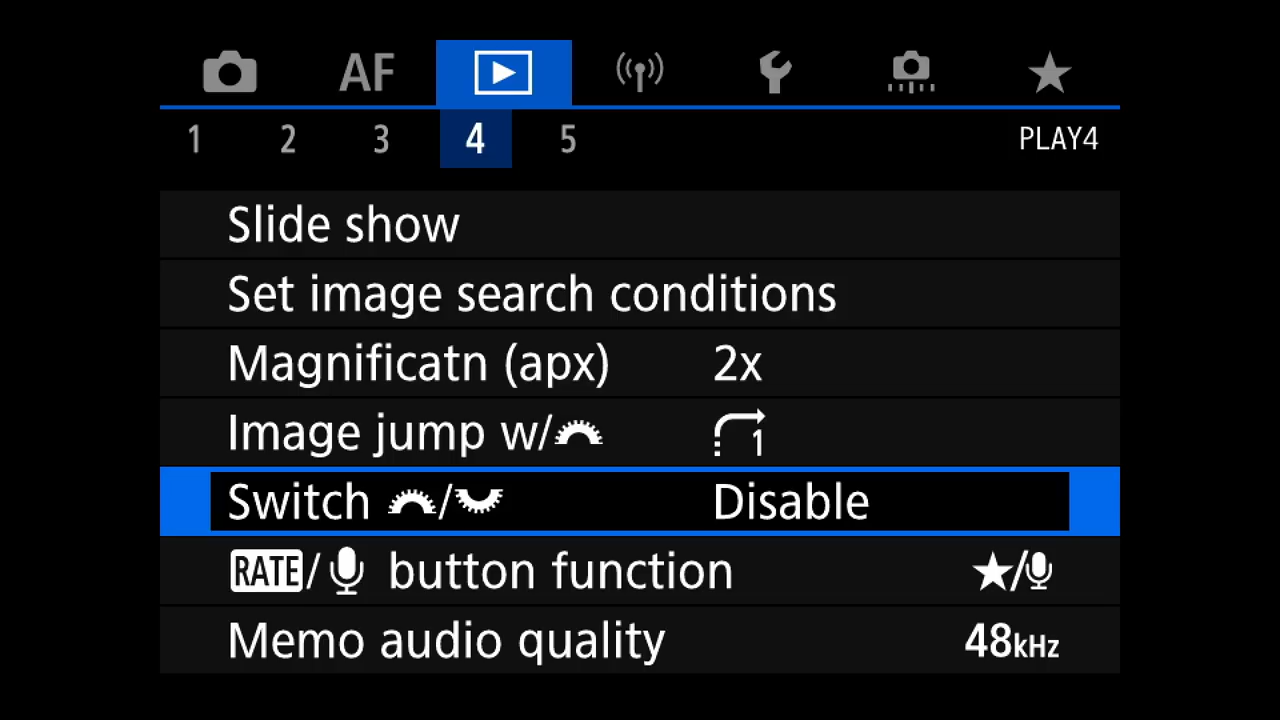 AF
1 2 3 4 5 PLAY4
Slide show
Set image search conditions
Magnificatn (apx) 2x
Image jump w/ 1
Switch / Disable
RATE/ button function ★/
Memo audio quality 48kHz